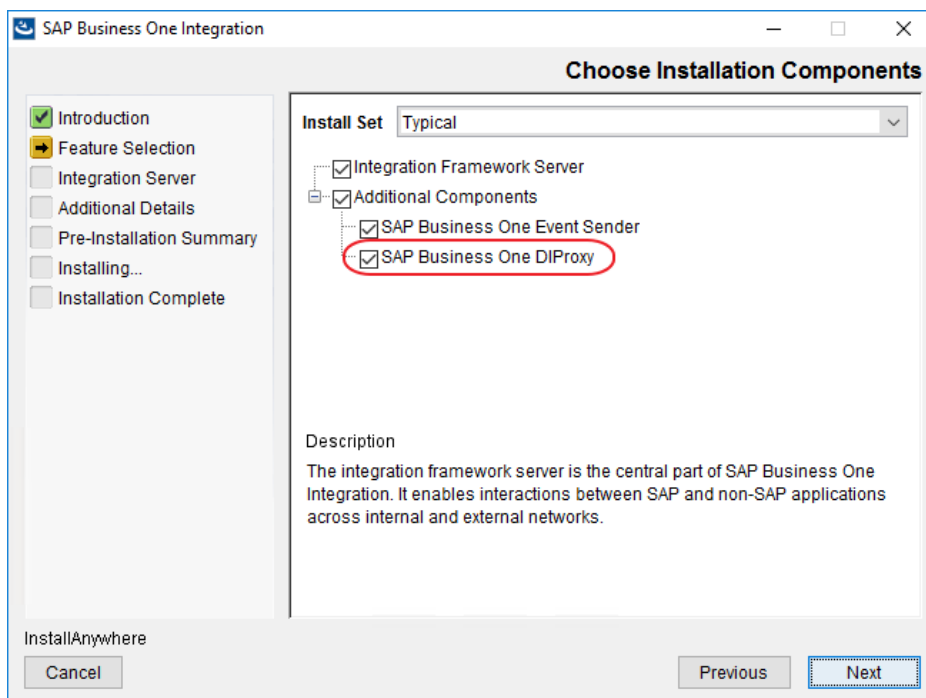 SAP Business One Integration
Choose Installation Components
Introduction
Feature Selection
Integration Server
Additional Details
Pre-Installation Summary
Installing...
Installation Complete
Install Set Typical
Integration Framework Server
Additional Components
SAP Business One Event Sender
SAP Business One DIProxy
Description
The integration framework server is the central part of SAP Business One
Integration. It enables interactions between SAP and non-SAP applications
across internal and external networks.
InstallAnywhere
Cancel Previous Next